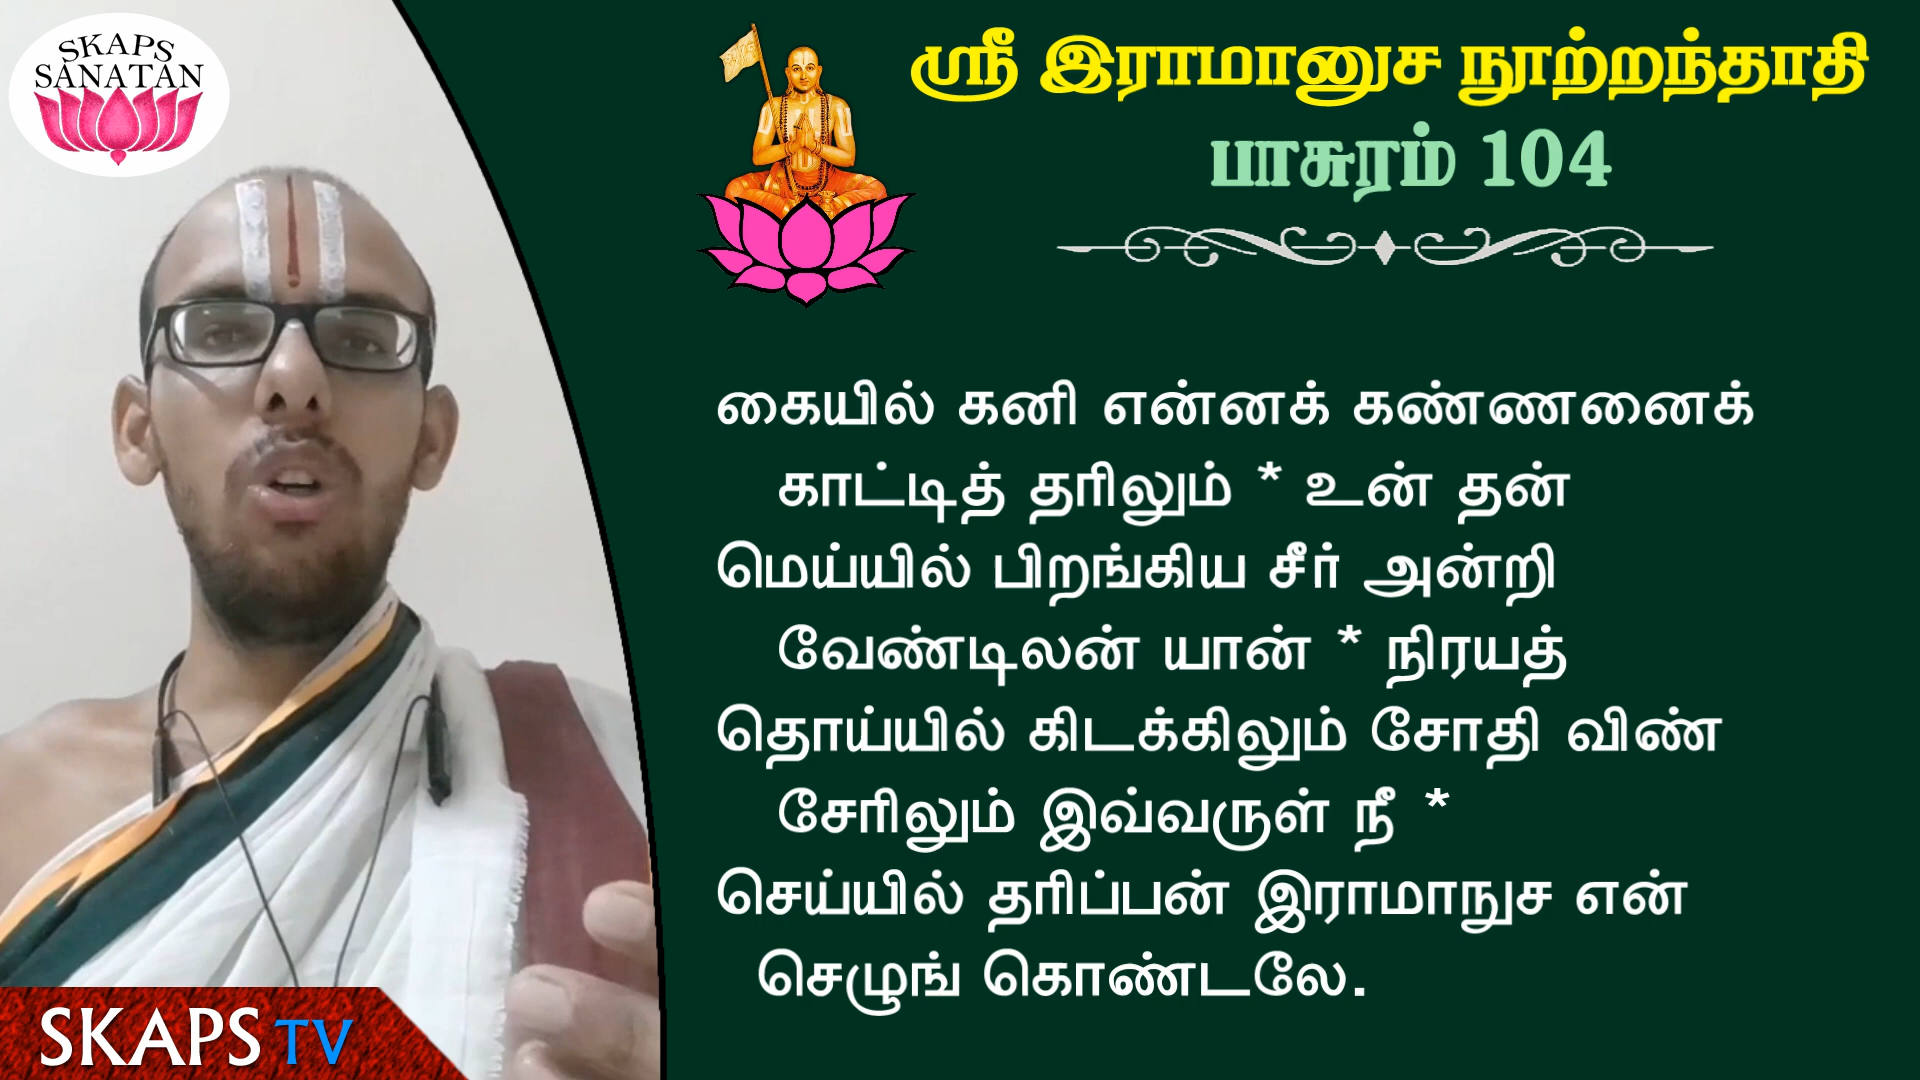 SKAPS
SANATAN
ஸ்ரீ இராமானுச நூற்றந்தாதி
பாசுரம் 104
கையில் கனி என்னக் கண்ணனைக்
காட்டித் தரிலும் * உன் தன்
மெய்யில் பிறங்கிய சீர் அன்றி
வேண்டிலன் யான் * நிரயத்
தொய்யில் கிடக்கிலும் சோதி விண்
சேரிலும் இவ்வருள் நீ *
செய்யில் தரிப்பன் இராமாநுச என்
செழுங் கொண்டலே.
SKAPS TV